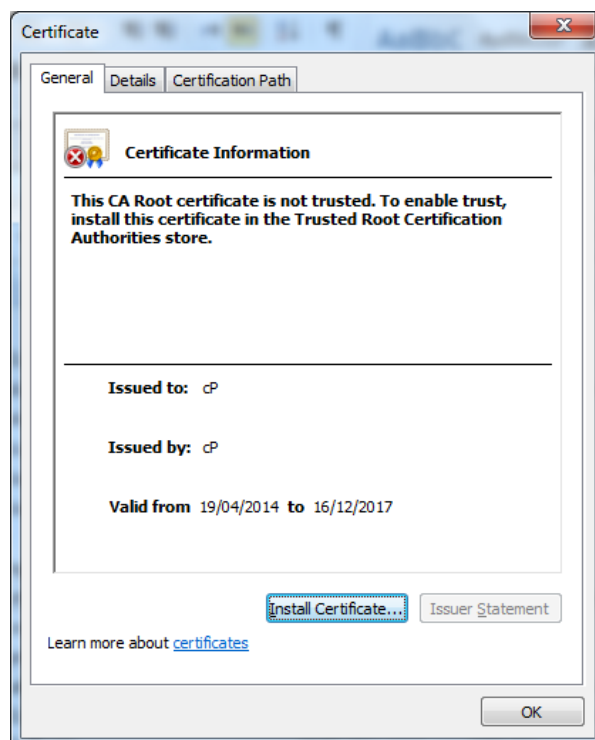 Certificate
General Details Certification Path
Certificate Information
This CA Root certificate is not trusted. To enable trust,
install this certificate in the Trusted Root Certification
Authorities store.
Issued to: cP
Issued by: cP
Valid from 19/04/2014 to 16/12/2017
Install Certificate... Issuer Statement
Learn more about certificates
OK